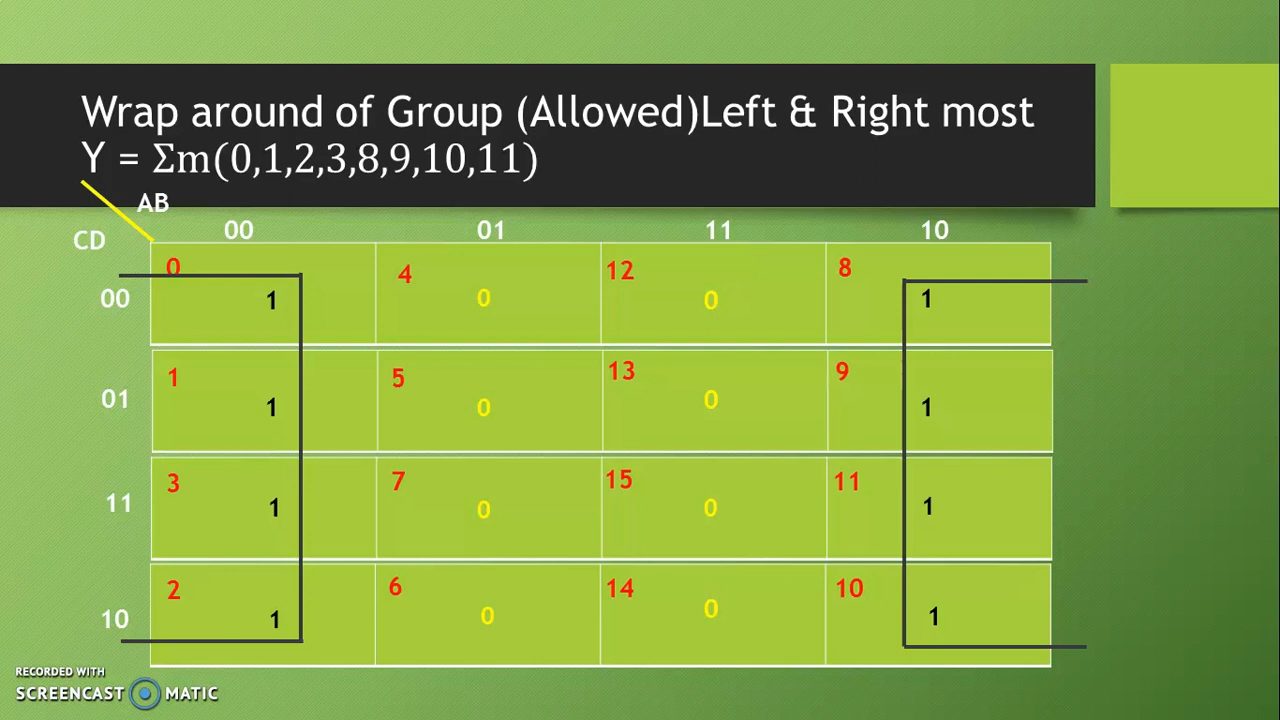 Wrap around of Group (Allowed)Left & Right most
Y = Σm(0,1,2,3,8,9,10,11)
AB
CD
00 01 11 10
0 4 12 8
00 1 0 0 1
1 5 13 9
01 1 0 0 1
3 7 15 11
11 1 0 0 1
2 6 14 10
10 1 0 0 1
RECORDED WITH
SCREENCAST MATIC